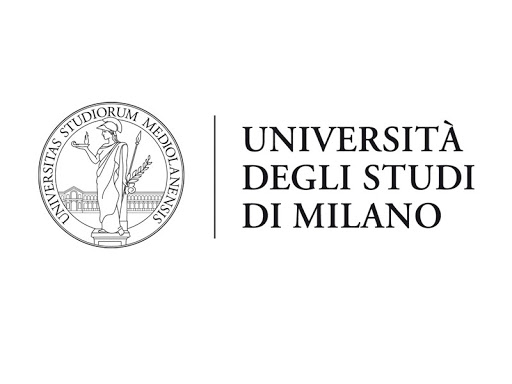 UNIVERSITAS STUDIORUM MEDIOLANENSIS
UNIVERSITÀ
DEGLI STUDI
DI MILANO